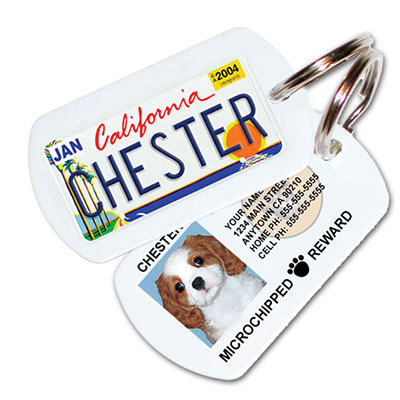 JAN
California
2004
CHESTER
CHESTER
YOUR NAME
1234 MAIN STREET
ANYTOWN CA 90210
HOME PH: 555-555-5555
CELL PH: 555-555-5555
MICROCHIPPED REWARD